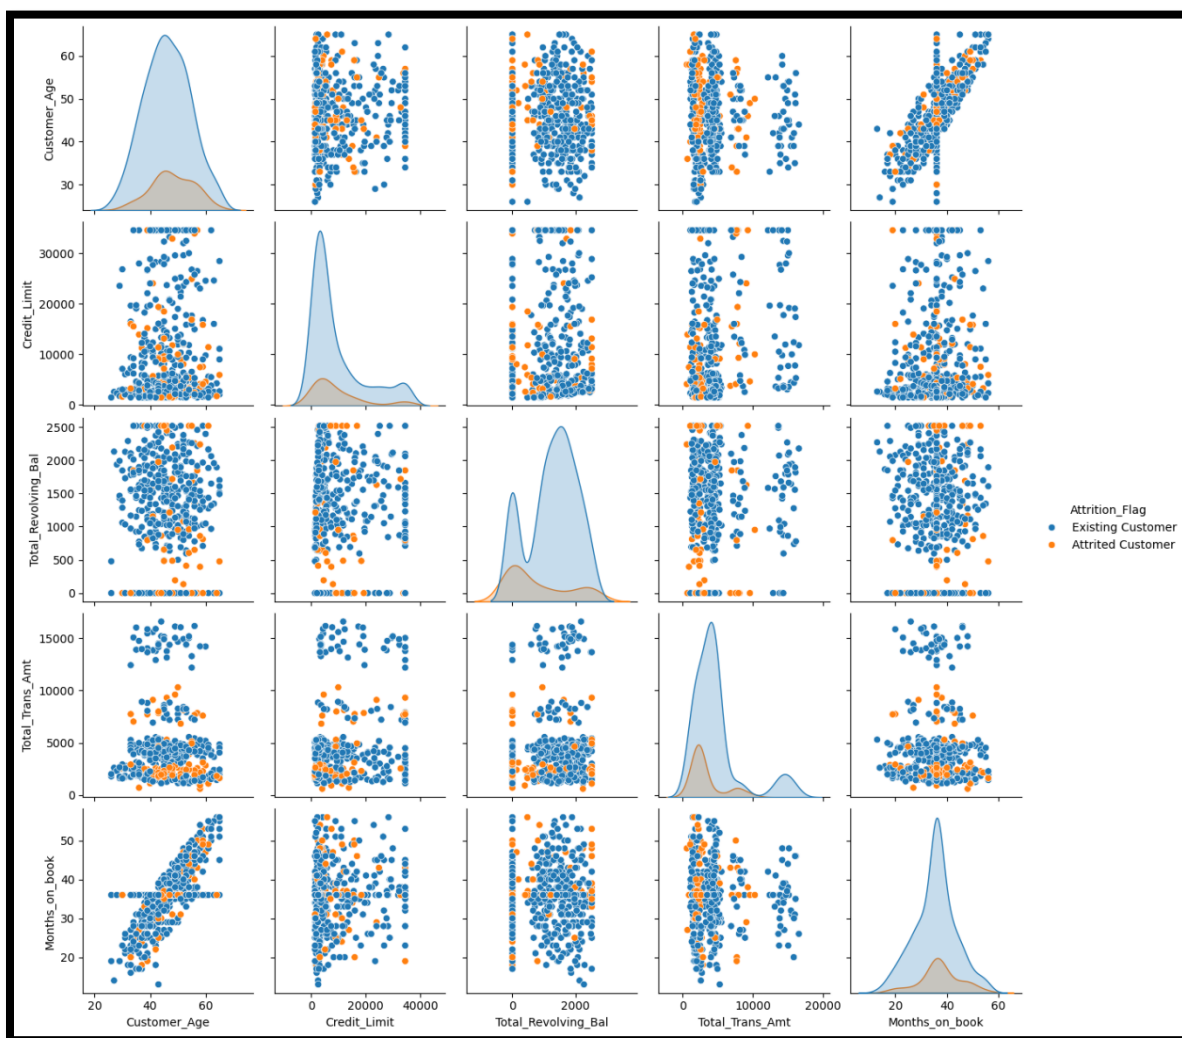 Customer_Age
60
50
40
30
Credit_Limit
30000
20000
10000
0
Total_Revolving_Bal
2500
2000
1500
1000
500
0
Attrition_Flag
Existing Customer
Attrited Customer
Total_Trans_Amt
15000
10000
5000
0
Months_on_book
50
40
30
20
20 40 60
0 20000 40000
0 2000
0 10000 20000
20 40 60
Customer_Age
Credit_Limit
Total_Revolving_Bal
Total_Trans_Amt
Months_on_book